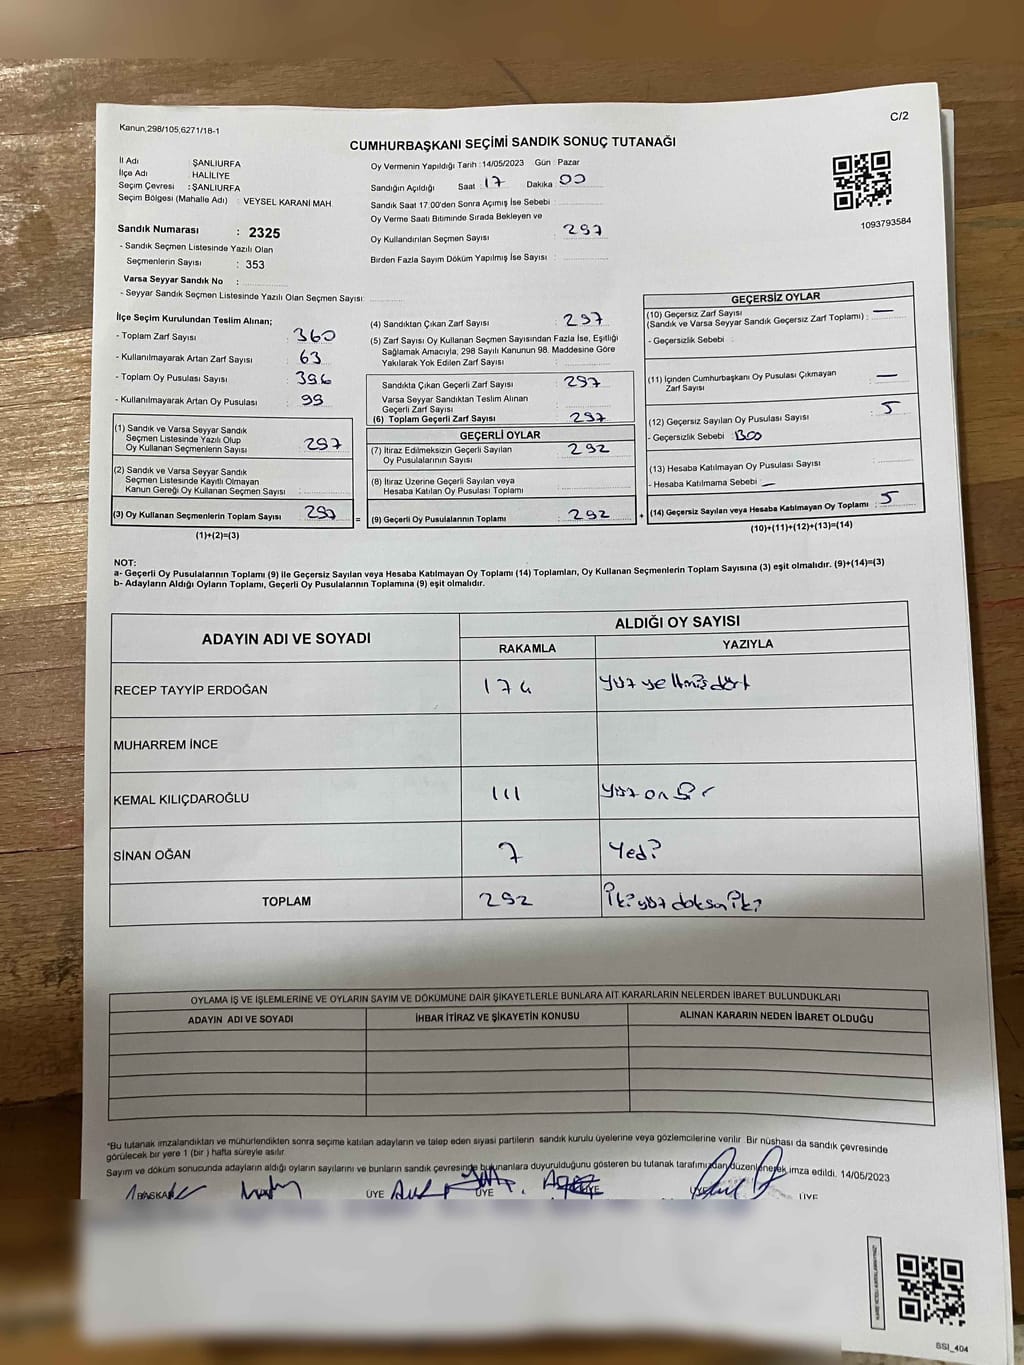 Kanun,298/105,6271/18-1
C/2
CUMHURBAŞKANI SEÇİMİ SANDIK SONUÇ TUTANAĞI
İl Adı ŞANLIURFA
İlçe Adı HALİLİYE
Seçim Çevresi : ŞANLIURFA
Seçim Bölgesi (Mahalle Adı) : VEYSEL KARANİ MAH.
Sandık Numarası : 2325
- Sandık Seçmen Listesinde Yazılı Olan
Seçmenlerin Sayısı : 353
Varsa Seyyar Sandık No :
- Seyyar Sandık Seçmen Listesinde Yazılı Olan Seçmen Sayısı:
Oy Vermenin Yapıldığı Tarih : 14/05/2023 Gün : Pazar
Sandığın Açıldığı Saat : 17 Dakika : 00
Sandık Saat 17:00'den Sonra Açımış İse Sebebi :
Oy Verme Saati Bitiminde Sırada Bekleyen ve
Oy Kullandırılan Seçmen Sayısı : 297
Birden Fazla Sayım Döküm Yapılmış İse Sayısı :
1093793584
İlçe Seçim Kurulundan Teslim Alınan;
- Toplam Zarf Sayısı : 360
- Kullanılmayarak Artan Zarf Sayısı : 63
- Toplam Oy Pusulası Sayısı : 396
- Kullanılmayarak Artan Oy Pusulası : 99
(1) Sandık ve Varsa Seyyar Sandık
Seçmen Listesinde Yazılı Olup
Oy Kullanan Seçmenlerin Sayısı : 297
(2) Sandık ve Varsa Seyyar Sandık
Seçmen Listesinde Kayıtlı Olmayan
Kanun Gereği Oy Kullanan Seçmen Sayısı :
(3) Oy Kullanan Seçmenlerin Toplam Sayısı : 297 =
(1)+(2)=(3)
(4) Sandıktan Çıkan Zarf Sayısı : 297
(5) Zarf Sayısı Oy Kullanan Seçmen Sayısından Fazla İse, Eşitliği
Sağlamak Amacıyla; 298 Sayılı Kanunun 98. Maddesine Göre
Yakılarak Yok Edilen Zarf Sayısı :
Sandıkta Çıkan Geçerli Zarf Sayısı : 297
Varsa Seyyar Sandıktan Teslim Alınan
Geçerli Zarf Sayısı :
(6) Toplam Geçerli Zarf Sayısı : 297
GEÇERLİ OYLAR
(7) İtiraz Edilmeksizin Geçerli Sayılan
Oy Pusulalarının Sayısı : 292
(8) İtiraz Üzerine Geçerli Sayılan veya
Hesaba Katılan Oy Pusulası Toplamı :
(9) Geçerli Oy Pusulalarının Toplamı : 292 +
GEÇERSİZ OYLAR
(10) Geçersiz Zarf Sayısı
(Sandık ve Varsa Seyyar Sandık Geçersiz Zarf Toplamı) : —
- Geçersizlik Sebebi :
(11) İçinden Cumhurbaşkanı Oy Pusulası Çıkmayan
Zarf Sayısı : —
(12) Geçersiz Sayılan Oy Pusulası Sayısı : 5
- Geçersizlik Sebebi :
(13) Hesaba Katılmayan Oy Pusulası Sayısı :
- Hesaba Katılmama Sebebi : —
(14) Geçersiz Sayılan veya Hesaba Katılmayan Oy Toplamı : 5
(10)+(11)+(12)+(13)=(14)
NOT:
a- Geçerli Oy Pusulalarının Toplamı (9) ile Geçersiz Sayılan veya Hesaba Katılmayan Oy Toplamı (14) Toplamları, Oy Kullanan Seçmenlerin Toplam Sayısına (3) eşit olmalıdır. (9)+(14)=(3)
b- Adayların Aldığı Oyların Toplamı, Geçerli Oy Pusulalarının Toplamına (9) eşit olmalıdır.
ADAYIN ADI VE SOYADI
ALDIĞI OY SAYISI
RAKAMLA YAZIYLA
RECEP TAYYİP ERDOĞAN 174 yüz yetmiş dört
MUHARREM İNCE
KEMAL KILIÇDAROĞLU 111 yüz on bir
SİNAN OĞAN 7 Yedi
TOPLAM 292 İki yüz doksan iki
OYLAMA İŞ VE İŞLEMLERİNE VE OYLARIN SAYIM VE DÖKÜMÜNE DAİR ŞİKAYETLERLE BUNLARA AİT KARARLARIN NELERDEN İBARET BULUNDUKLARI
ADAYIN ADI VE SOYADI İHBAR İTİRAZ VE ŞİKAYETİN KONUSU ALINAN KARARIN NEDEN İBARET OLDUĞU
*Bu tutanak imzalandıktan ve mühürlendikten sonra seçime katılan adayların ve talep eden siyasi partilerin sandık kurulu üyelerine veya gözlemcilerine verilir. Bir nüshası da sandık çevresinde
görülecek bir yere 1 (bir ) hafta süreyle asılır.
Sayım ve döküm sonucunda adayların aldığı oyların sayılarını ve bunların sandık çevresinde bulunanlara duyurulduğunu gösteren bu tutanak tarafımızdan düzenlenerek imza edildi. 14/05/2023
BAŞKAN ÜYE ÜYE ÜYE ÜYE ÜYE
SSI_404